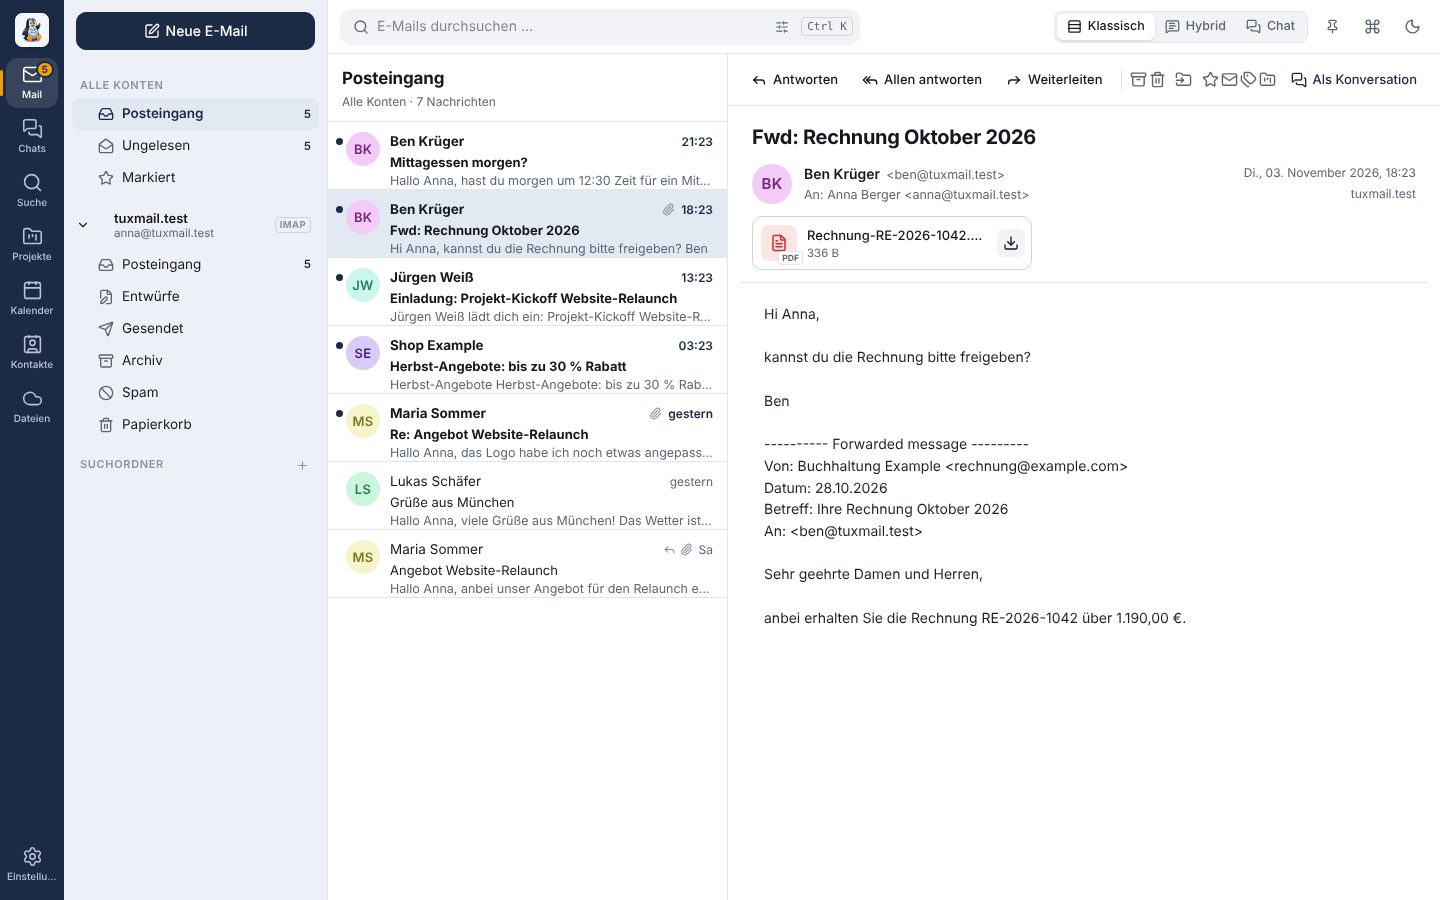 5
Mail
Chats
Suche
Projekte
Kalender
Kontakte
Dateien
Einstellu...
Neue E-Mail
ALLE KONTEN
Posteingang 5
Ungelesen 5
Markiert
tuxmail.test
anna@tuxmail.test
IMAP
Posteingang 5
Entwürfe
Gesendet
Archiv
Spam
Papierkorb
SUCHORDNER +
E-Mails durchsuchen ... Ctrl K
Klassisch Hybrid Chat
Posteingang
Alle Konten · 7 Nachrichten
BK
Ben Krüger 21:23
Mittagessen morgen?
Hallo Anna, hast du morgen um 12:30 Zeit für ein Mit...
BK
Ben Krüger 18:23
Fwd: Rechnung Oktober 2026
Hi Anna, kannst du die Rechnung bitte freigeben? Ben
JW
Jürgen Weiß 13:23
Einladung: Projekt-Kickoff Website-Relaunch
Jürgen Weiß lädt dich ein: Projekt-Kickoff Website-R...
SE
Shop Example 03:23
Herbst-Angebote: bis zu 30 % Rabatt
Herbst-Angebote Herbst-Angebote: bis zu 30 % Rab...
MS
Maria Sommer gestern
Re: Angebot Website-Relaunch
Hallo Anna, das Logo habe ich noch etwas angepass...
LS
Lukas Schäfer gestern
Grüße aus München
Hallo Anna, viele Grüße aus München! Das Wetter ist...
MS
Maria Sommer Sa
Angebot Website-Relaunch
Hallo Anna, anbei unser Angebot für den Relaunch e...
Antworten Allen antworten Weiterleiten Als Konversation
Fwd: Rechnung Oktober 2026
BK
Ben Krüger <ben@tuxmail.test> Di., 03. November 2026, 18:23
An: Anna Berger <anna@tuxmail.test> tuxmail.test
Rechnung-RE-2026-1042....
PDF
336 B
Hi Anna,
kannst du die Rechnung bitte freigeben?
Ben
---------- Forwarded message ---------
Von: Buchhaltung Example <rechnung@example.com>
Datum: 28.10.2026
Betreff: Ihre Rechnung Oktober 2026
An: <ben@tuxmail.test>
Sehr geehrte Damen und Herren,
anbei erhalten Sie die Rechnung RE-2026-1042 über 1.190,00 €.